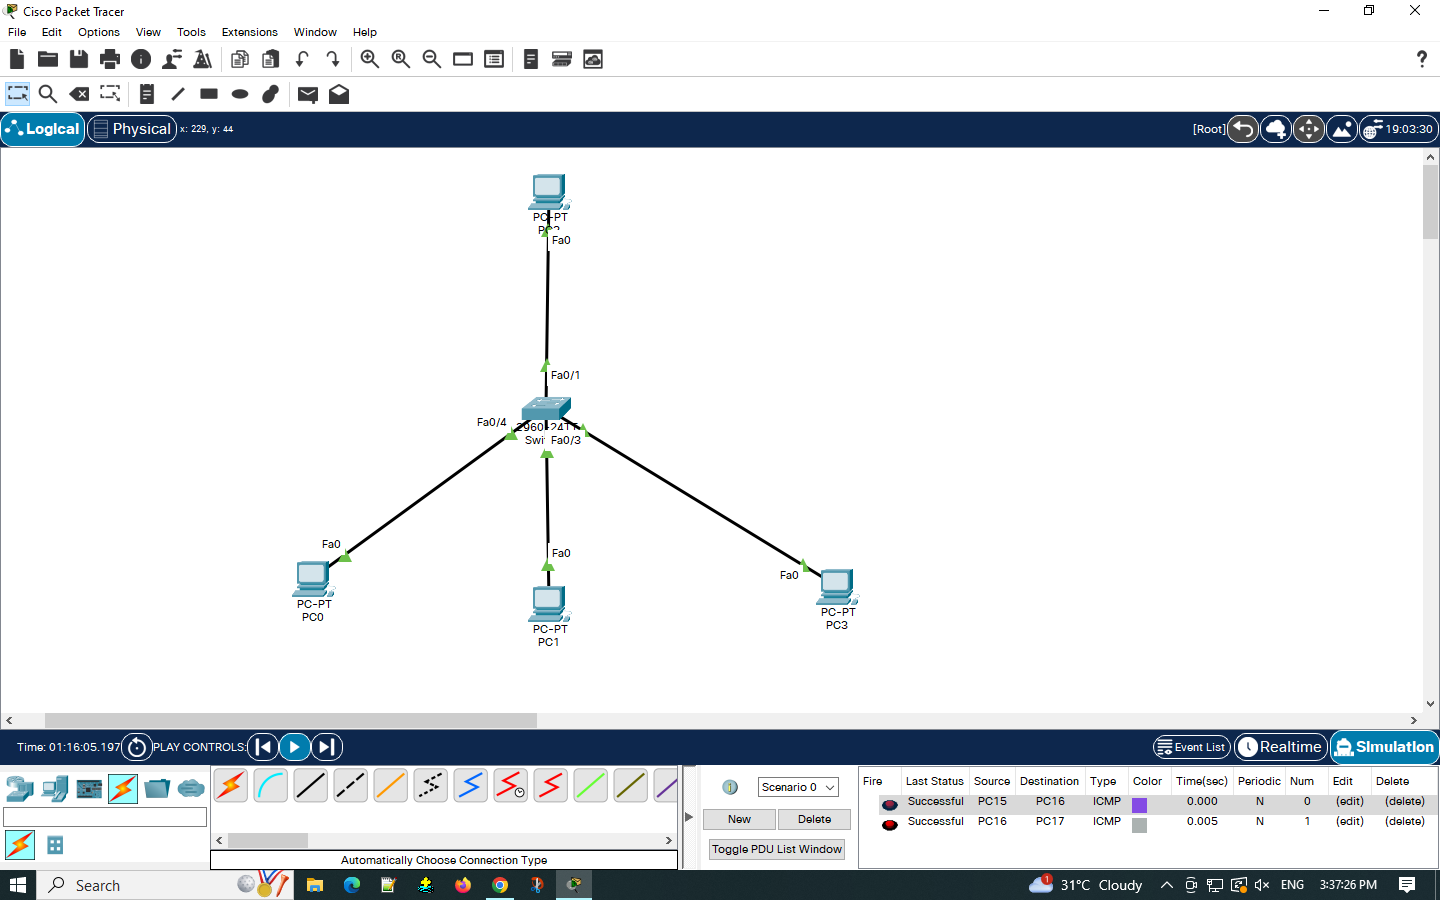 Cisco Packet Tracer
File Edit Options View Tools Extensions Window Help
Logical Physical x: 229, y: 44 [Root] 19:03:30
PC-PT
Fa0
Fa0/1
Fa0/4
Fa0/3
Fa0
PC-PT
PC0
Fa0
PC-PT
PC1
Fa0
PC-PT
PC3
Time: 01:16:05.197 PLAY CONTROLS: Event List Realtime Simulation
Scenario 0
New Delete
Toggle PDU List Window
Automatically Choose Connection Type
Fire Last Status Source Destination Type Color Time(sec) Periodic Num Edit Delete
Successful PC15 PC16 ICMP 0.000 N 0 (edit) (delete)
Successful PC16 PC17 ICMP 0.005 N 1 (edit) (delete)
Search 1 31°C Cloudy ENG 3:37:26 PM